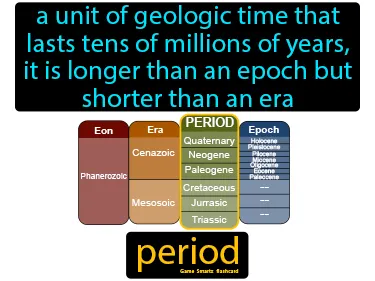 a unit of geologic time that
lasts tens of millions of years,
it is longer than an epoch but
shorter than an era
Eon
Era
PERIOD
Epoch
Phanerozoic
Cenazoic
Mesosoic
Quaternary
Neogene
Paleogene
Cretaceous
Jurrasic
Triassic
Holocene
Pleistocene
Pliocene
Miocene
Oligocene
Eocene
Paleocene
---
---
---
period
Game Smartz flashcard